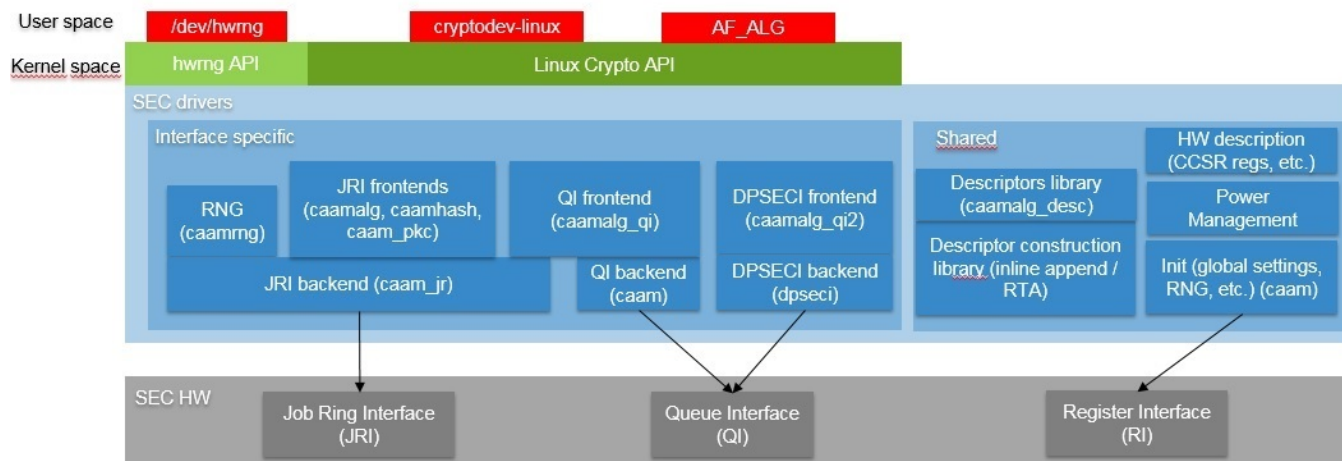 User space
/dev/hwrng
cryptodev-linux
AF_ALG
Kernel space
hwrng API
Linux Crypto API
SEC drivers
Interface specific
RNG
(caamrng)
JRI frontends
(caamalg, caamhash,
caam_pkc)
QI frontend
(caamalg_qi)
DPSECI frontend
(caamalg_qi2)
JRI backend (caam_jr)
QI backend
(caam)
DPSECI backend
(dpseci)
Shared
Descriptors library
(caamalg_desc)
Descriptor construction
library (inline append /
RTA)
HW description
(CCSR regs, etc.)
Power
Management
Init (global settings,
RNG, etc.) (caam)
SEC HW
Job Ring Interface
(JRI)
Queue Interface
(QI)
Register Interface
(RI)